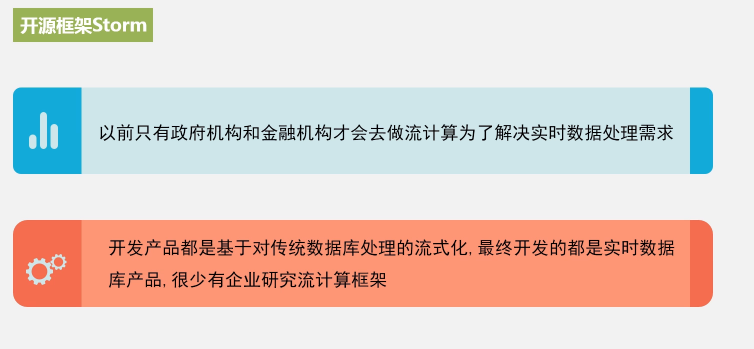 开源框架Storm
以前只有政府机构和金融机构才会去做流计算为了解决实时数据处理需求
开发产品都是基于对传统数据库处理的流式化, 最终开发的都是实时数据
库产品, 很少有企业研究流计算框架